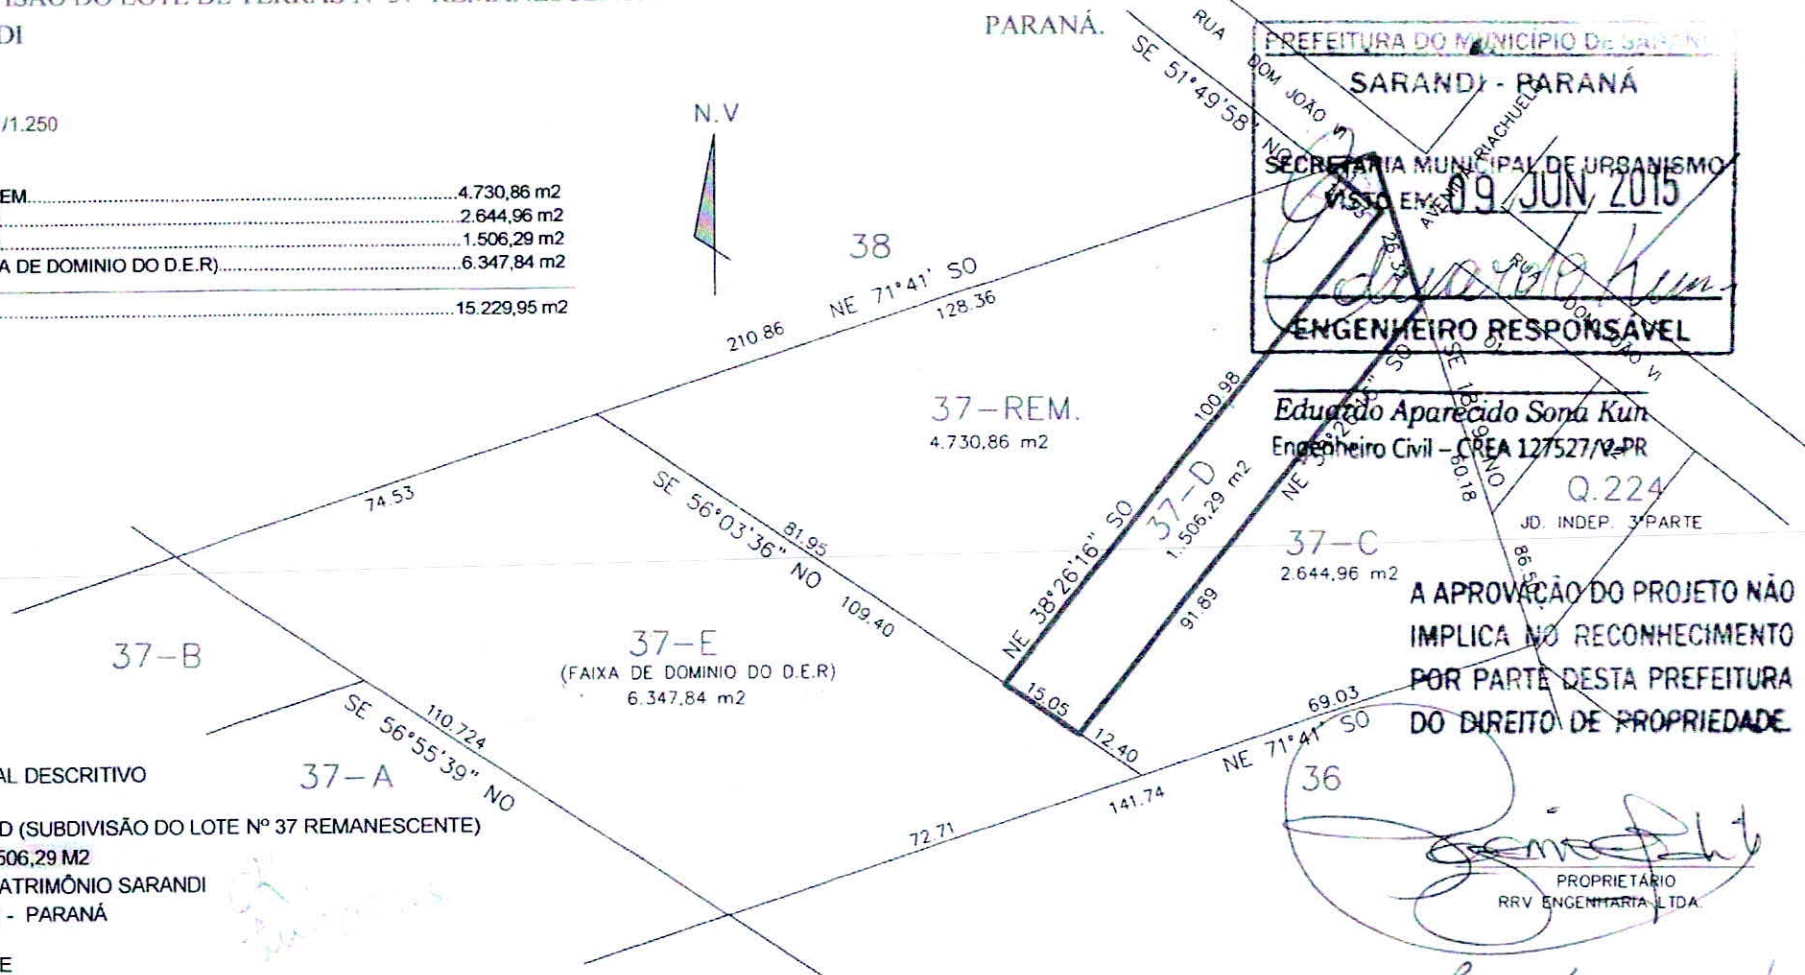 DO LOTE DE TERRAS Nº 37
PARANÁ.
/1.250
4.730,86 m2
2.644,96 m2
1.506,29 m2
A DE DOMINIO DO D.E.R) 6.347,84 m2
15.229,95 m2
N.V
RUA DOM JOÃO VI
SE 51°49'58" NO
PREFEITURA DO MUNICÍPIO DE SARANDI
SARANDI - PARANÁ
SECRETARIA MUNICIPAL DE URBANISMO
VISTO EM 09 JUN 2015
AVENIDA RIACHUELO
RUA DOM JOÃO VI
ENGENHEIRO RESPONSÁVEL
Eduardo Aparecido Sona Kun
Engenheiro Civil – CREA 127527/
38
NE 71°41' SO
210.86
128.36
37-REM.
4.730,86 m2
100.98
NE 38°26'16" SO
37-D
1.506,29 m2
91.89
37-C
2.644,96 m2
60.18
Q.224
JD. INDEP. 3ªPARTE
74.53
SE 56°03'36" NO
81.95
109.40
37-B
37-E
(FAIXA DE DOMINIO DO D.E.R)
6.347,84 m2
15.05
12.40
69.03
NE 71°41' SO
141.74
72.71
36
110.724
SE 56°55'39" NO
37-A
A APROVAÇÃO DO PROJETO NÃO
IMPLICA NO RECONHECIMENTO
POR PARTE DESTA PREFEITURA
DO DIREITO DE PROPRIEDADE.
DESCRITIVO
D (SUBDIVISÃO DO LOTE Nº 37 REMANESCENTE)
506,29 M2
ATRIMÔNIO SARANDI
- PARANÁ
PROPRIETÁRIO
RRV ENGENHARIA LTDA.